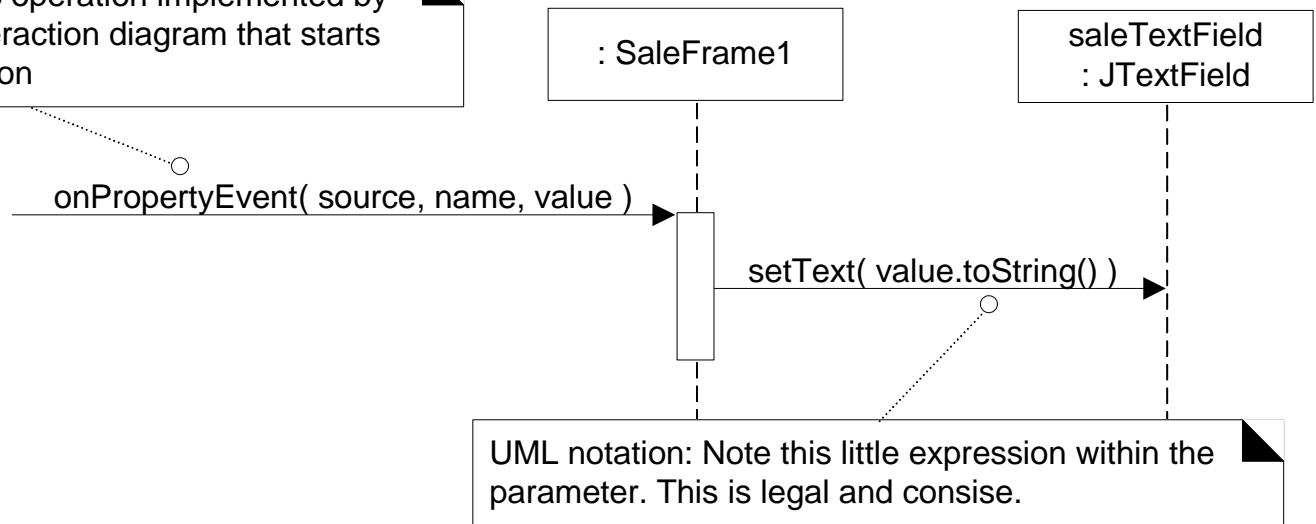 operation implemented by
eraction diagram that starts
on
: SaleFrame1
saleTextField
: JTextField
onPropertyEvent( source, name, value )
setText( value.toString() )
UML notation: Note this little expression within the
parameter. This is legal and consise.